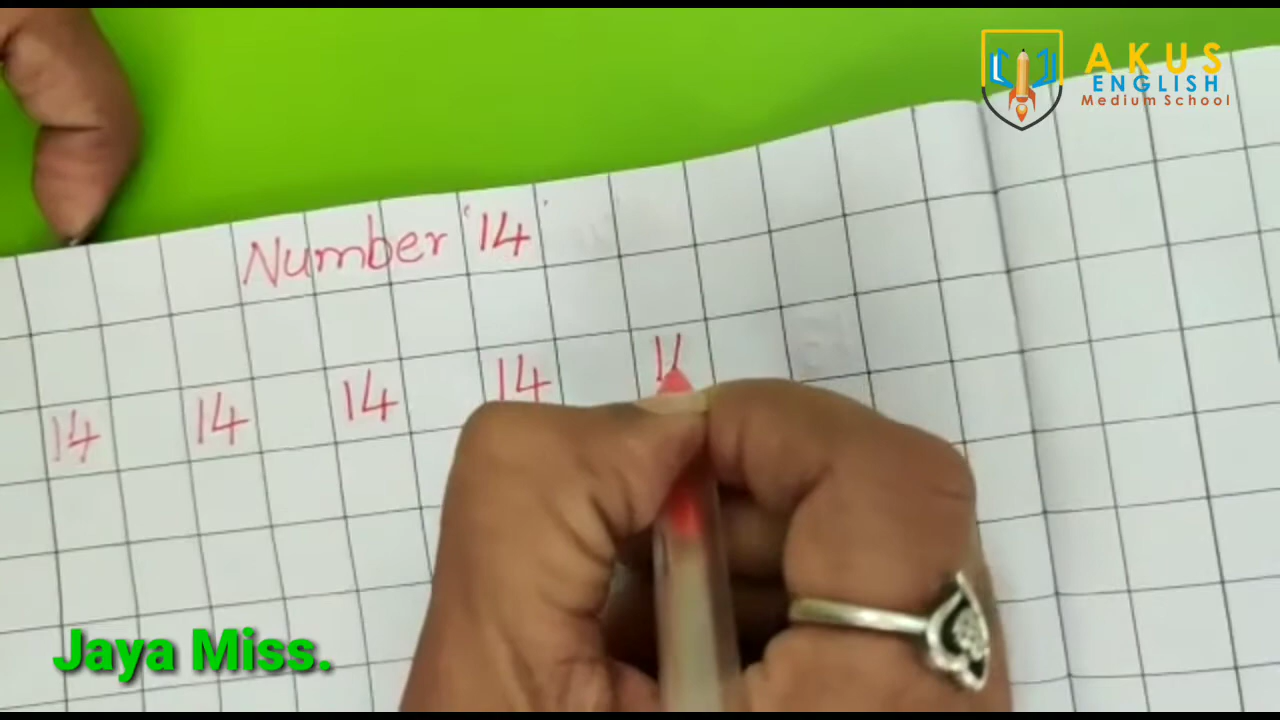 AKUS
ENGLISH
Medium School
Number '14'
14 14 14 14
Jaya Miss.